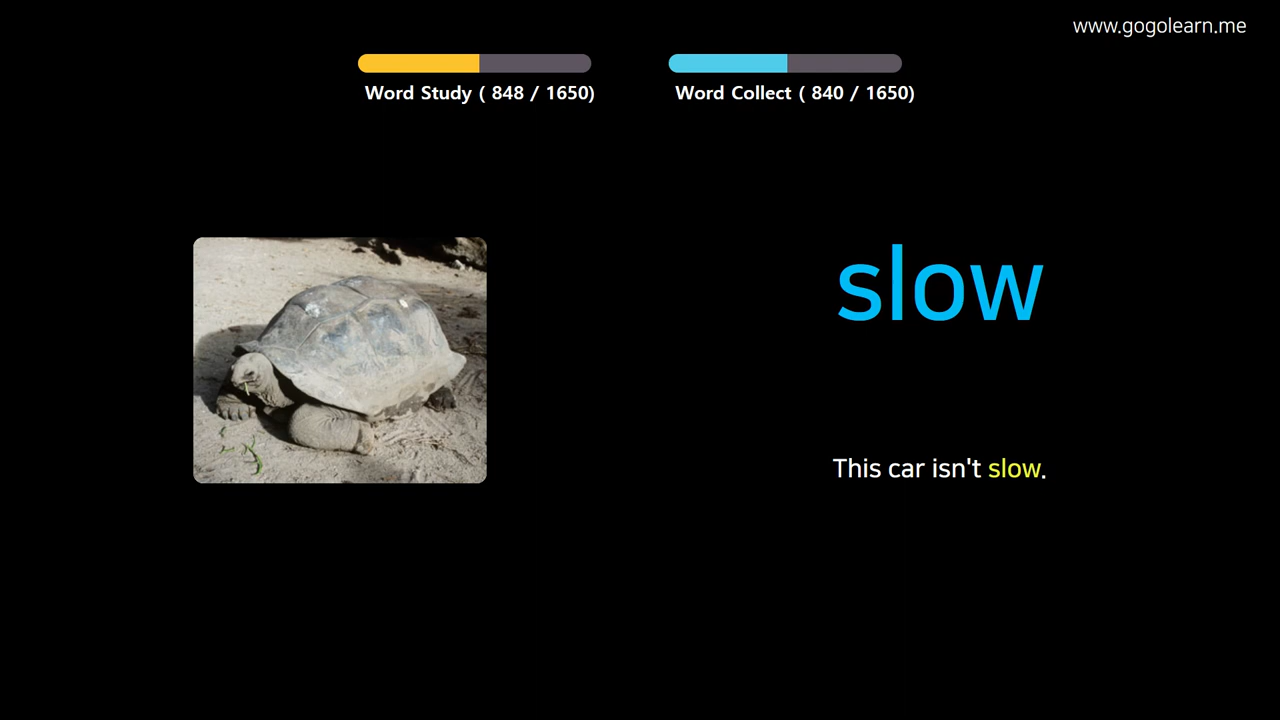 www.gogolearn.me
Word Study ( 848 / 1650)
Word Collect ( 840 / 1650)
slow
This car isn't slow.